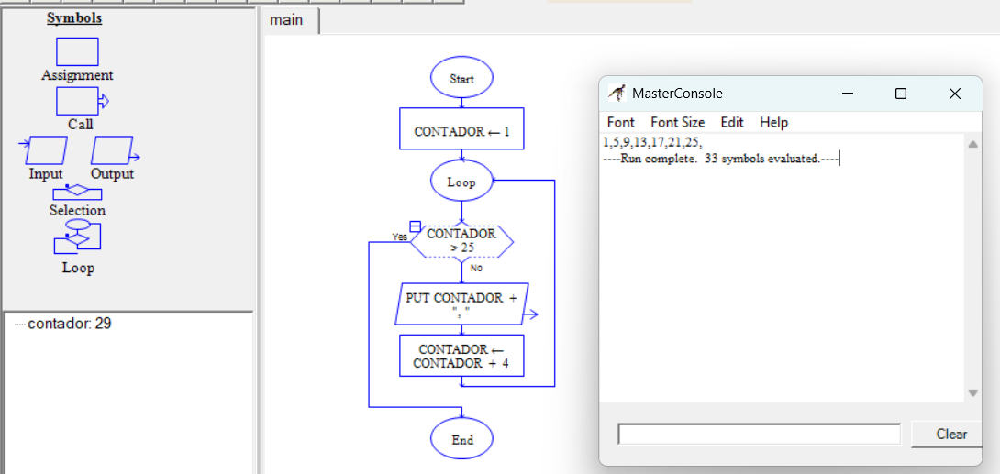 Symbols
Assignment
Call
Input
Output
Selection
Loop
contador: 29
main
Start
CONTADOR ← 1
Loop
Yes
CONTADOR
> 25
No
PUT CONTADOR +
", "
CONTADOR ←
CONTADOR + 4
End
MasterConsole
Font Font Size Edit Help
1,5,9,13,17,21,25,
----Run complete. 33 symbols evaluated.----
Clear